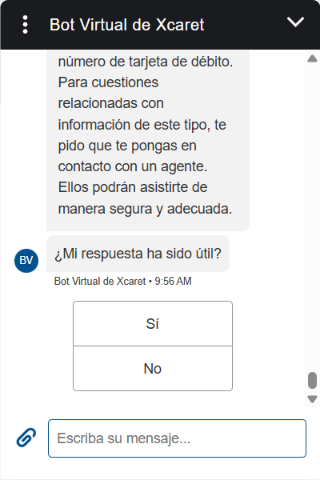 Bot Virtual de Xcaret
número de tarjeta de débito.
Para cuestiones
relacionadas con
información de este tipo, te
pido que te pongas en
contacto con un agente.
Ellos podrán asistirte de
manera segura y adecuada.
¿Mi respuesta ha sido útil?
BV
Bot Virtual de Xcaret • 9:56 AM
Sí
No
Escriba su mensaje...